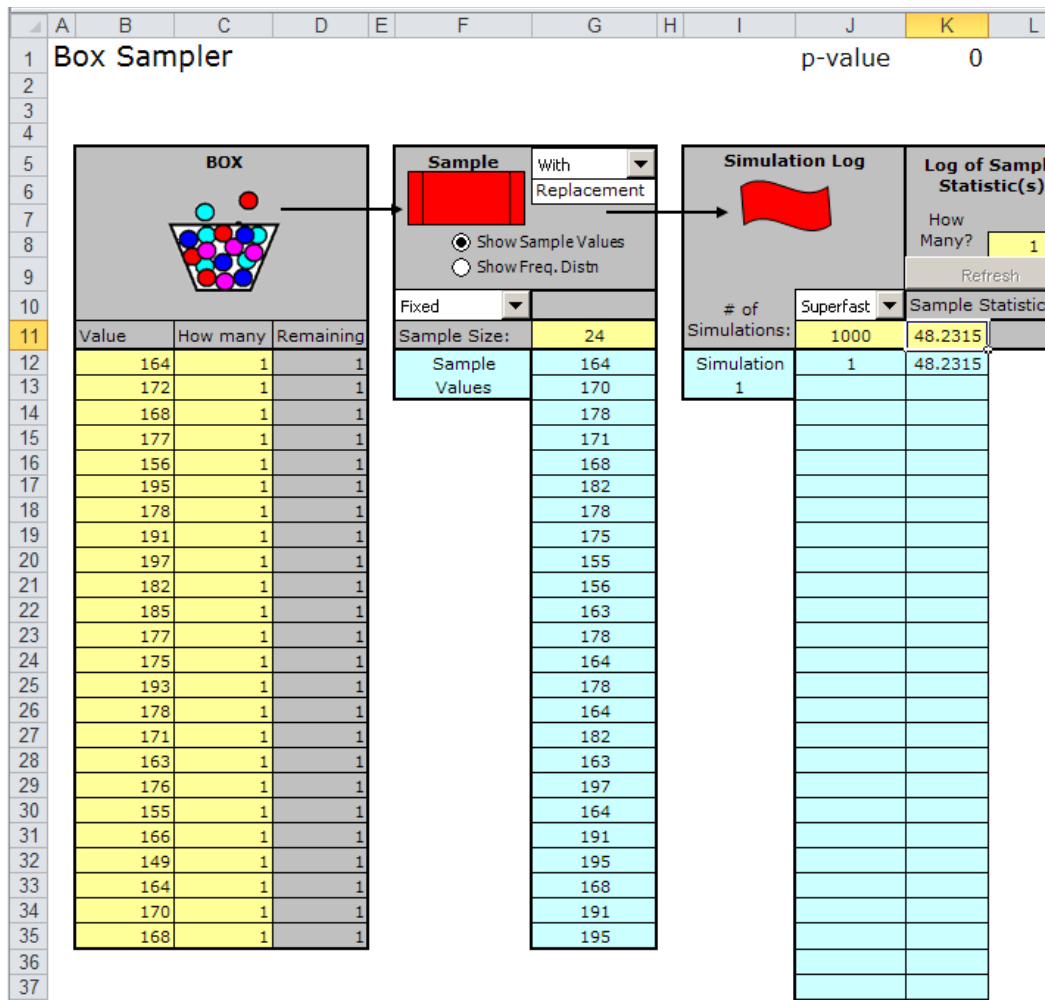 A B C D E F G H I J K L
1 Box Sampler p-value 0
2
3
4
5 BOX Sample With Simulation Log Log of Sampl
6 Replacement Statistic(s)
7 How
8 Show Sample Values Many? 1
9 Show Freq. Distn Refresh
10 Fixed # of Superfast Sample Statistic
11 Value How many Remaining Sample Size: 24 Simulations: 1000 48.2315
12 164 1 1 Sample 164 Simulation 1 48.2315
13 172 1 1 Values 170 1
14 168 1 1 178
15 177 1 1 171
16 156 1 1 168
17 195 1 1 182
18 178 1 1 178
19 191 1 1 175
20 197 1 1 155
21 182 1 1 156
22 185 1 1 163
23 177 1 1 178
24 175 1 1 164
25 193 1 1 178
26 178 1 1 164
27 171 1 1 182
28 163 1 1 163
29 176 1 1 197
30 155 1 1 164
31 166 1 1 191
32 149 1 1 195
33 164 1 1 168
34 170 1 1 191
35 168 1 1 195
36
37